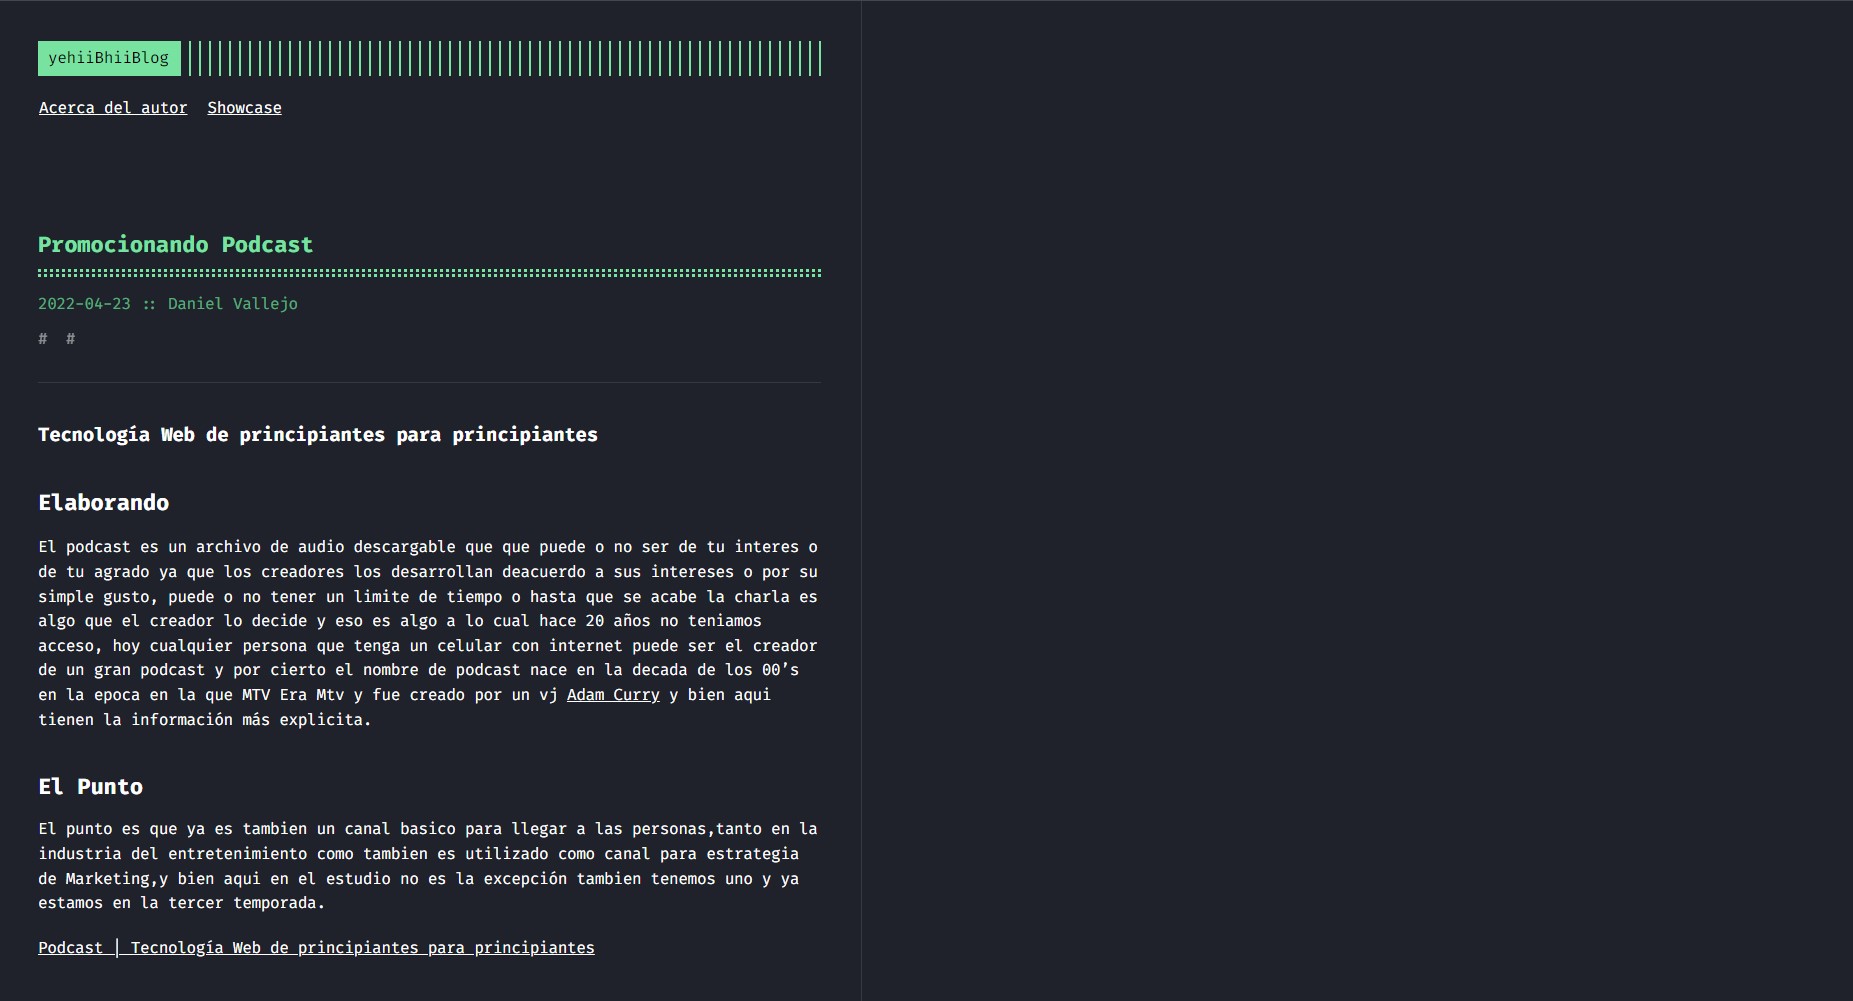 yehiiBhiiBlog
Acerca del autor Showcase
Promocionando Podcast
2022-04-23 :: Daniel Vallejo
# #
Tecnología Web de principiantes para principiantes
Elaborando
El podcast es un archivo de audio descargable que que puede o no ser de tu interes o
de tu agrado ya que los creadores los desarrollan deacuerdo a sus intereses o por su
simple gusto, puede o no tener un limite de tiempo o hasta que se acabe la charla es
algo que el creador lo decide y eso es algo a lo cual hace 20 años no teniamos
acceso, hoy cualquier persona que tenga un celular con internet puede ser el creador
de un gran podcast y por cierto el nombre de podcast nace en la decada de los 00’s
en la epoca en la que MTV Era Mtv y fue creado por un vj Adam Curry y bien aqui
tienen la información más explicita.
El Punto
El punto es que ya es tambien un canal basico para llegar a las personas,tanto en la
industria del entretenimiento como tambien es utilizado como canal para estrategia
de Marketing,y bien aqui en el estudio no es la excepción tambien tenemos uno y ya
estamos en la tercer temporada.
Podcast | Tecnología Web de principiantes para principiantes